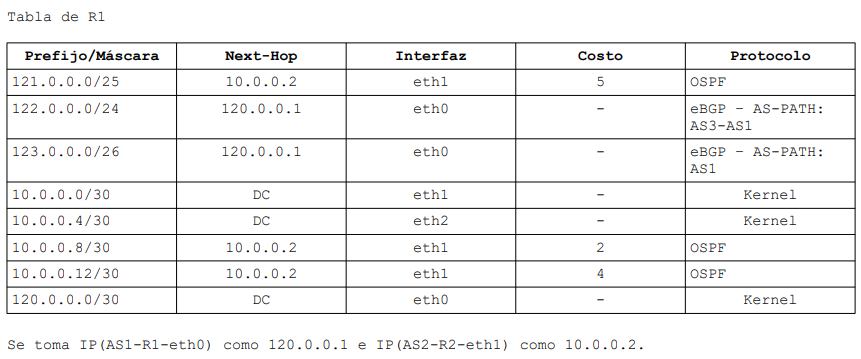 Tabla de R1
Prefijo/Máscara Next-Hop Interfaz Costo Protocolo
121.0.0.0/25 10.0.0.2 eth1 5 OSPF
122.0.0.0/24 120.0.0.1 eth0 - eBGP – AS-PATH:
AS3-AS1
123.0.0.0/26 120.0.0.1 eth0 - eBGP – AS-PATH:
AS1
10.0.0.0/30 DC eth1 - Kernel
10.0.0.4/30 DC eth2 - Kernel
10.0.0.8/30 10.0.0.2 eth1 2 OSPF
10.0.0.12/30 10.0.0.2 eth1 4 OSPF
120.0.0.0/30 DC eth0 - Kernel
Se toma IP(AS1-R1-eth0) como 120.0.0.1 e IP(AS2-R2-eth1) como 10.0.0.2.